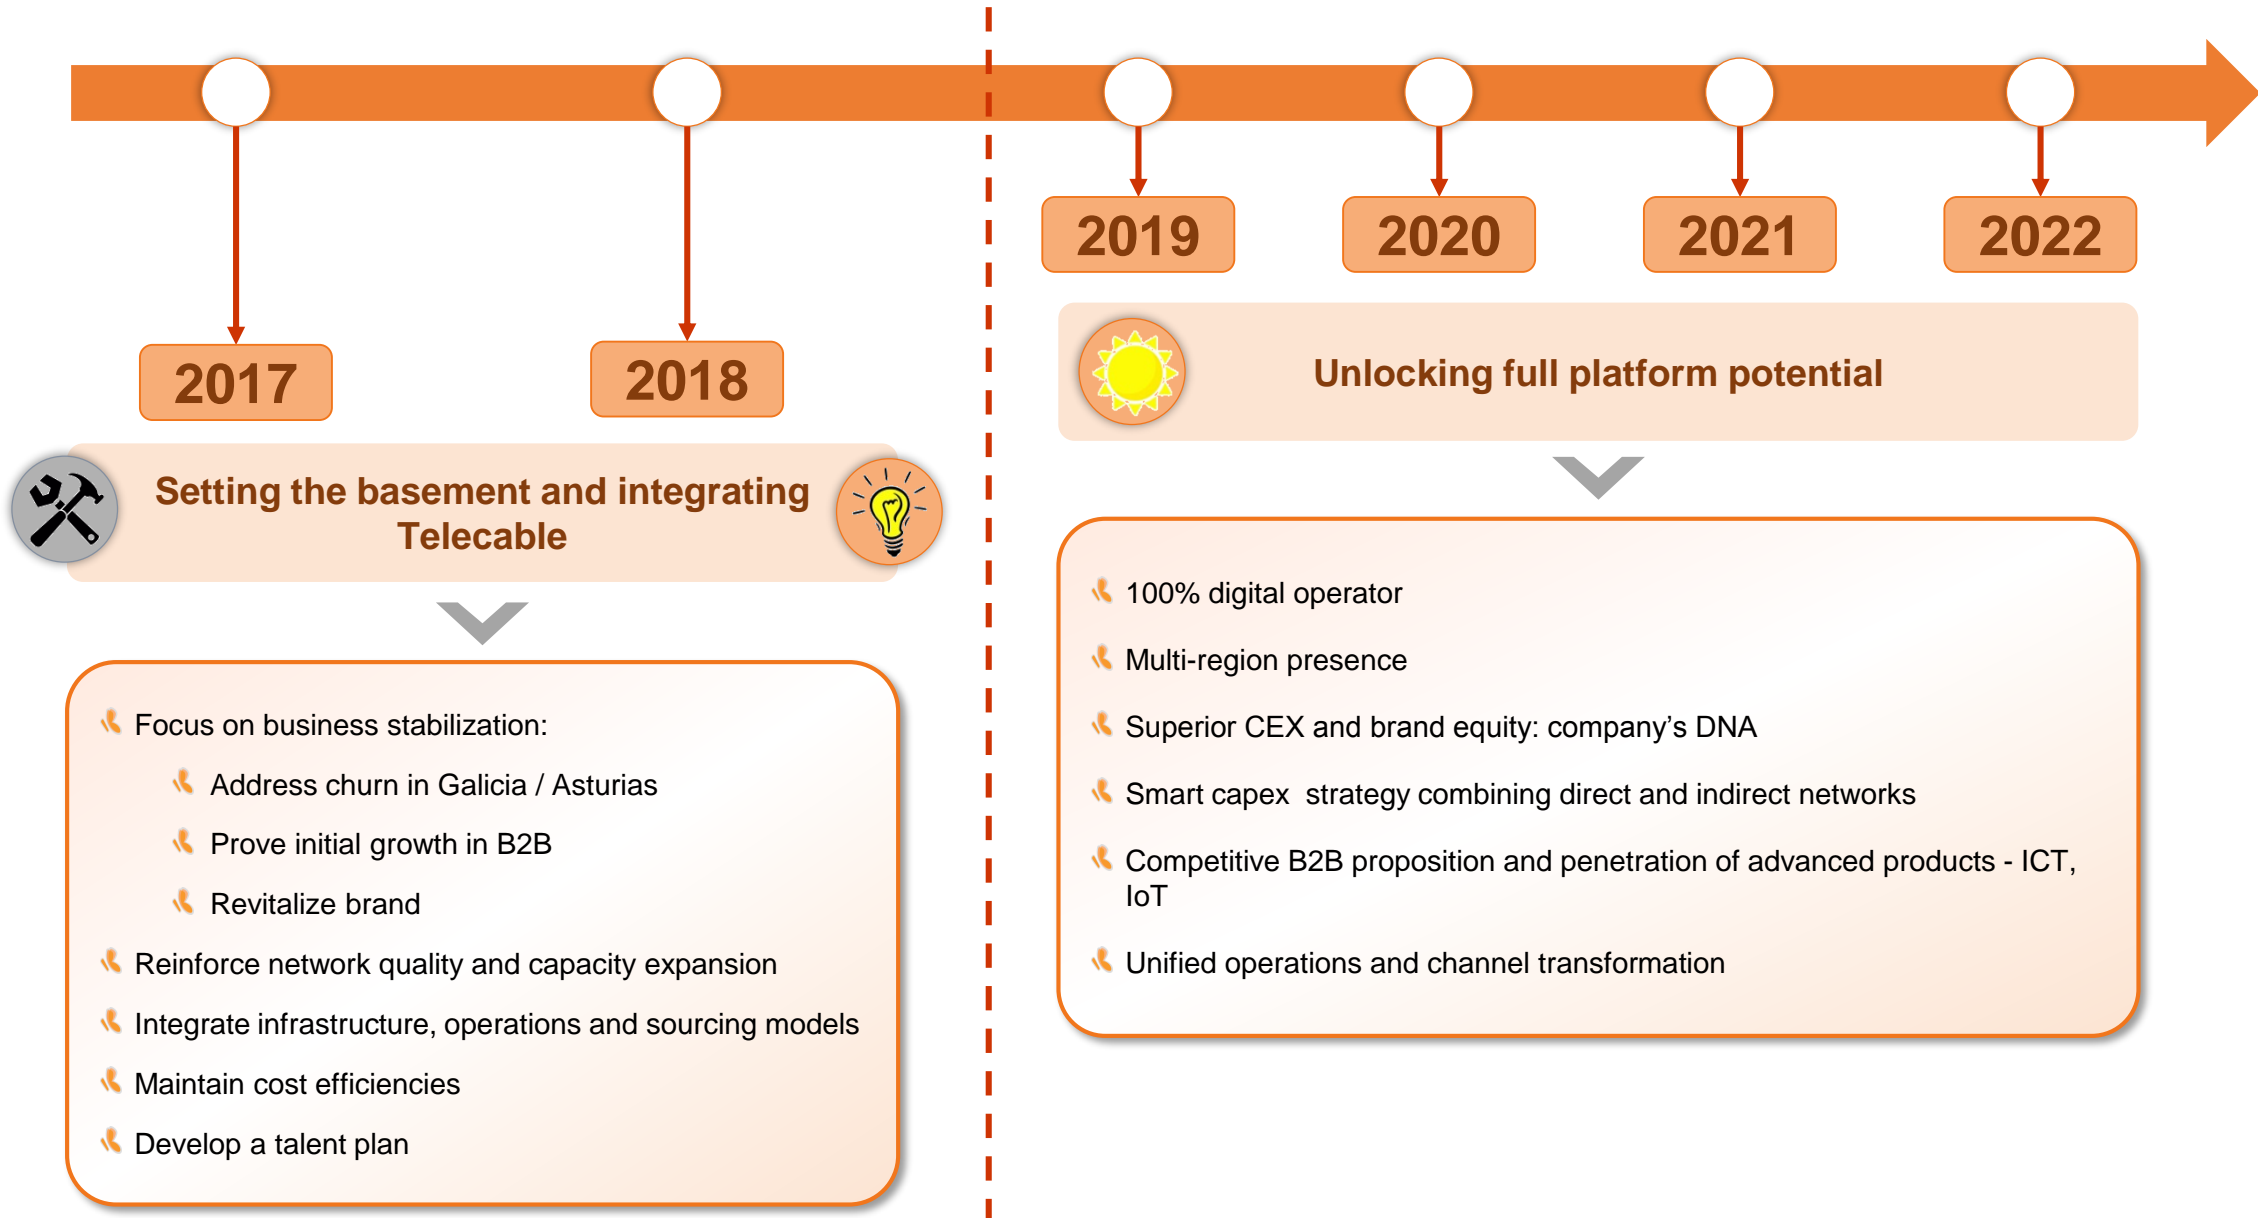 2017
2018
Setting the basement and integrating
Telecable
Focus on business stabilization:
Address churn in Galicia / Asturias
Prove initial growth in B2B
Revitalize brand
Reinforce network quality and capacity expansion
Integrate infrastructure, operations and sourcing models
Maintain cost efficiencies
Develop a talent plan
2019
2020
2021
2022
Unlocking full platform potential
100% digital operator
Multi-region presence
Superior CEX and brand equity: company’s DNA
Smart capex  strategy combining direct and indirect networks
Competitive B2B proposition and penetration of advanced products - ICT,
IoT
Unified operations and channel transformation